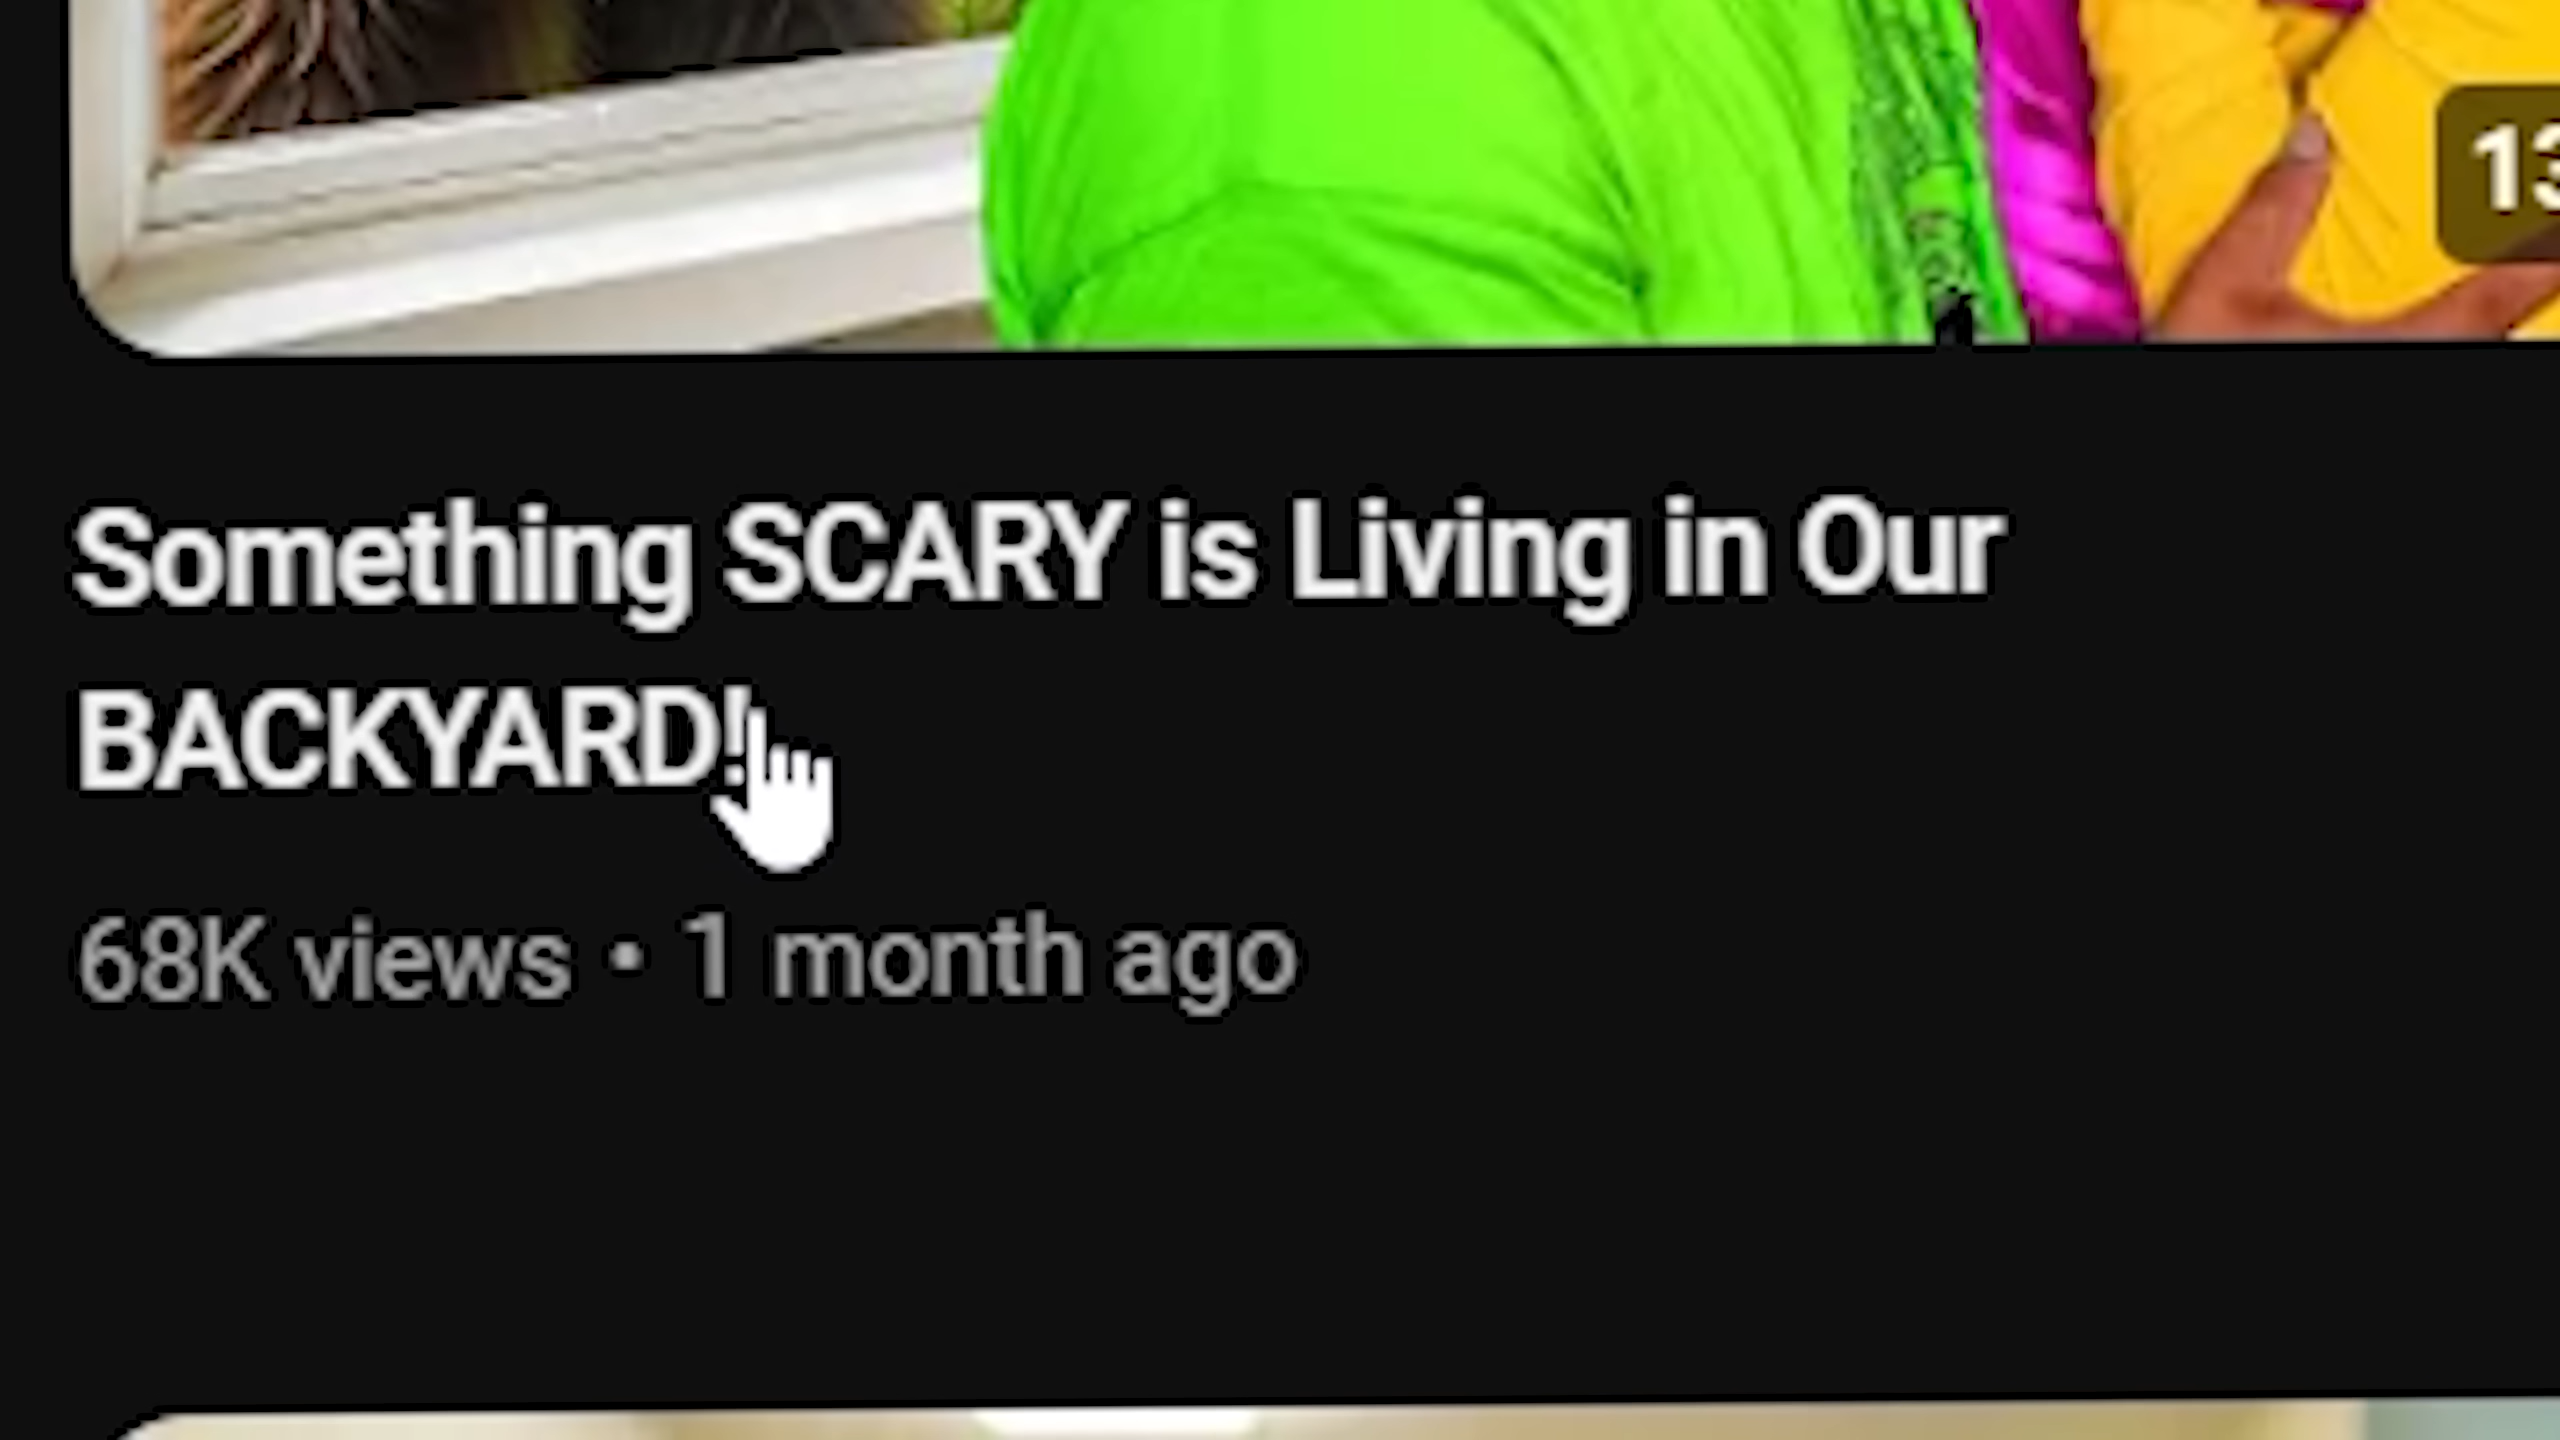 Something SCARY is Living in Our
BACKYARD!
68K views • 1 month ago